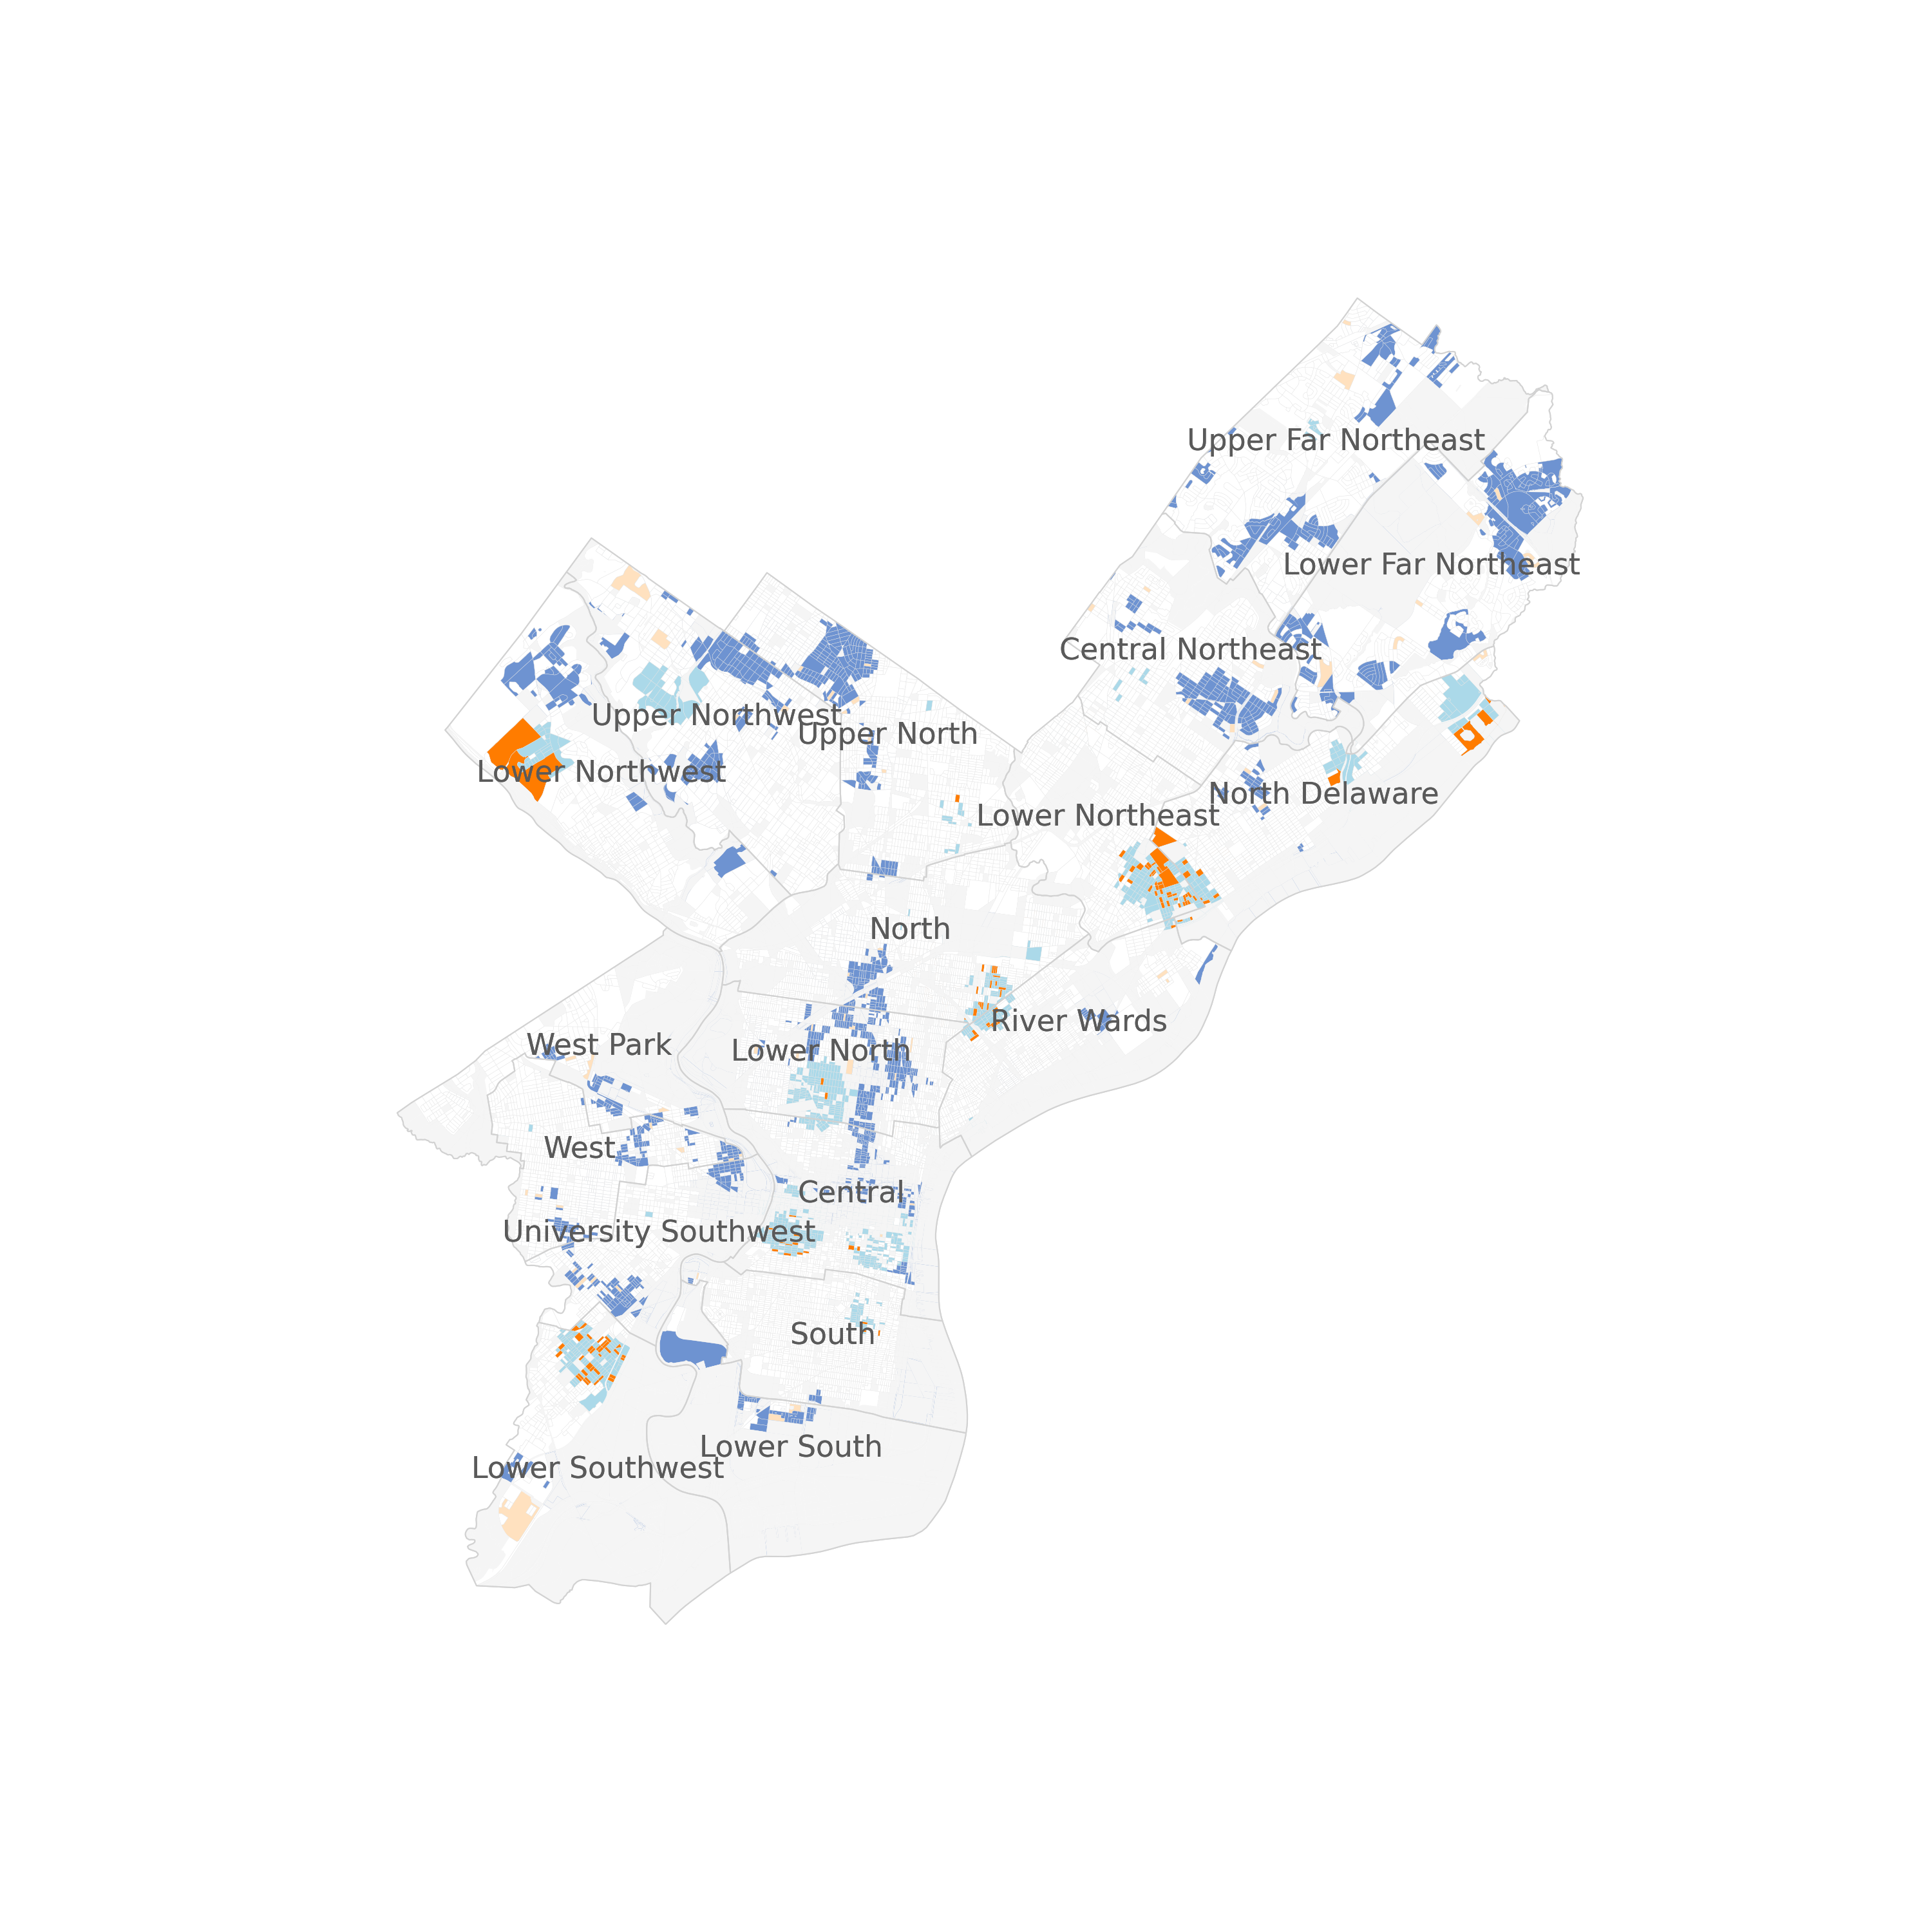 Upper Far Northeast
Lower Far Northeast
Central Northeast
Upper Northwest
Upper North
Lower Northwest
North Delaware
Lower Northeast
North
River Wards
West Park
Lower North
West
Central
University Southwest
South
Lower South
Lower Southwest